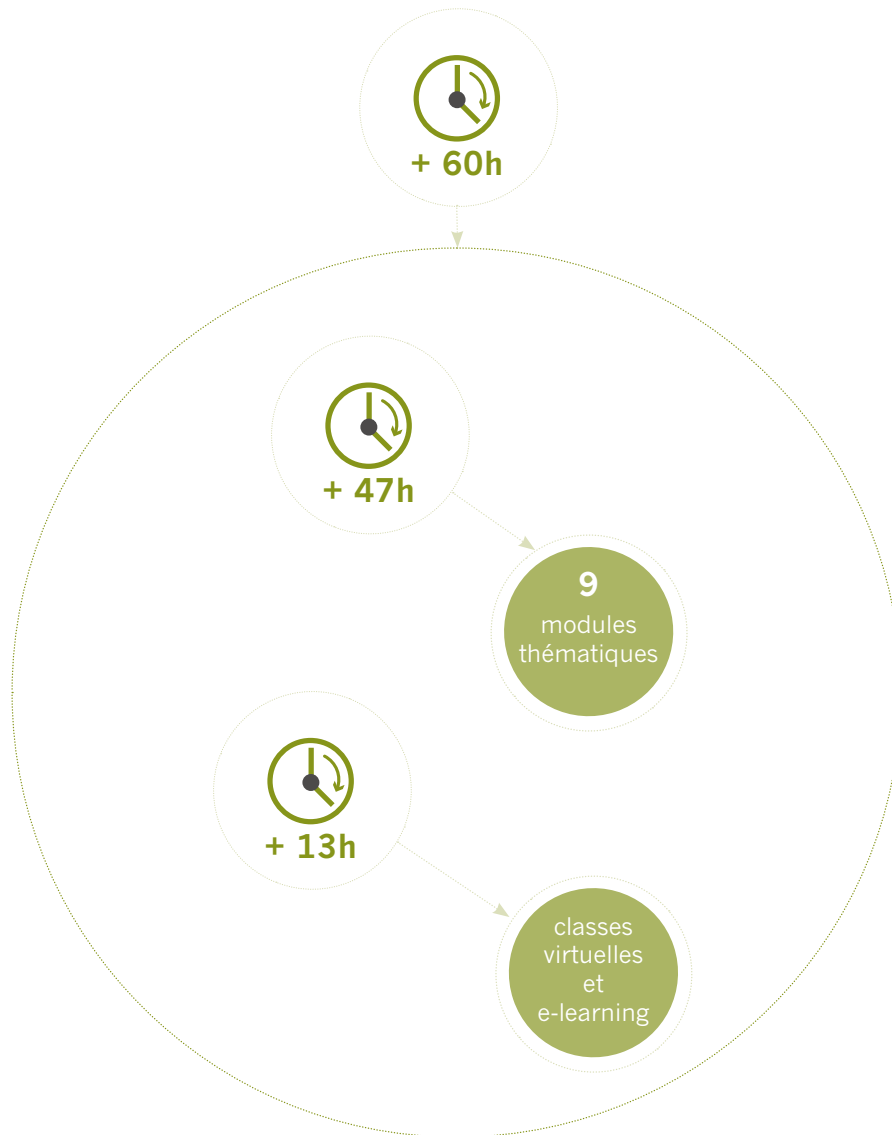 + 60h
+ 47h
9
modules
thématiques
+ 13h
classes
virtuelles
et
e-learning